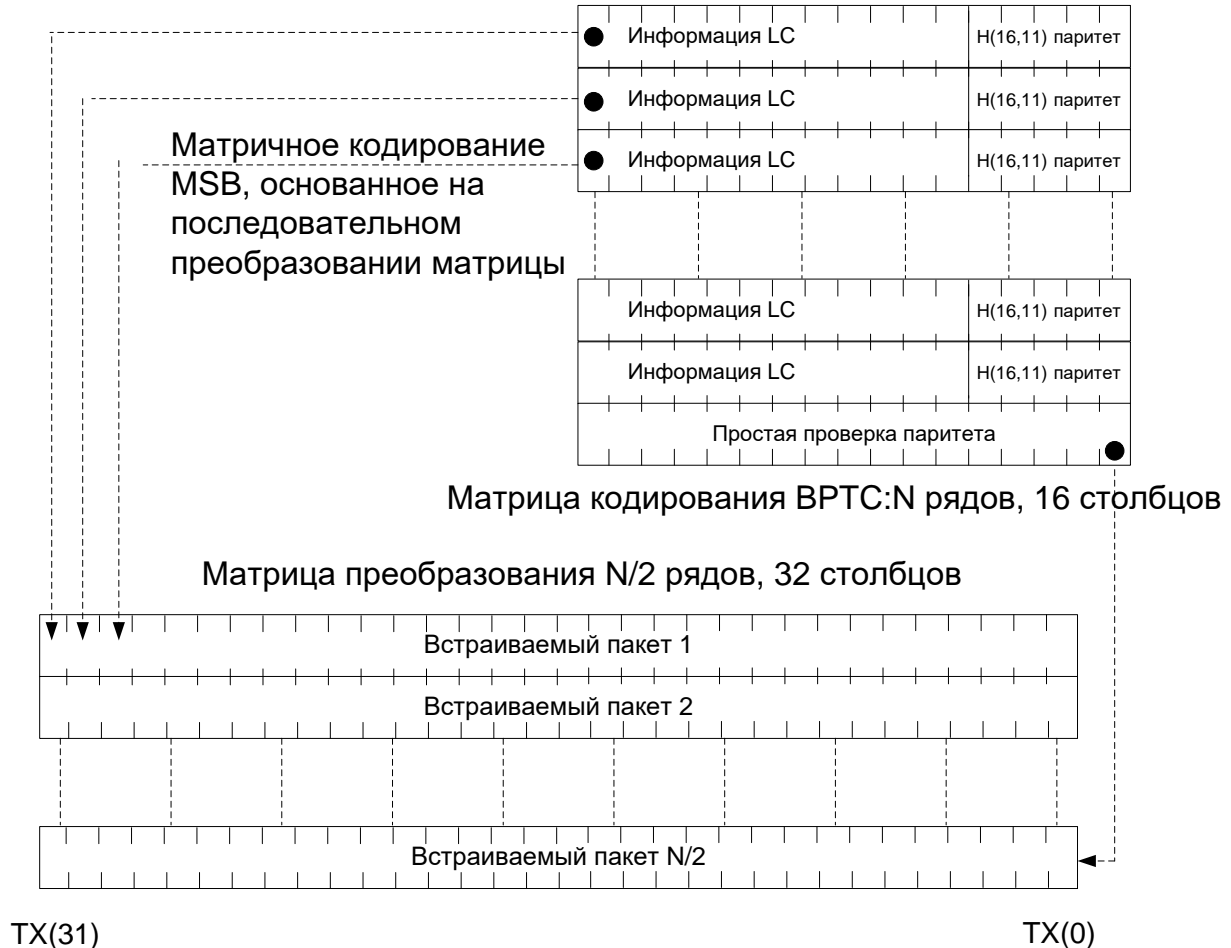 Информация LC Н(16,11) паритет
Информация LC Н(16,11) паритет
Информация LC Н(16,11) паритет
Матричное кодирование
MSB, основанное на
последовательном
преобразовании матрицы
Информация LC Н(16,11) паритет
Информация LC Н(16,11) паритет
Простая проверка паритета
Матрица кодирования BPTC:N рядов, 16 столбцов
Матрица преобразования N/2 рядов, 32 столбцов
Встраиваемый пакет 1
Встраиваемый пакет 2
Встраиваемый пакет N/2
TX(31) TX(0)